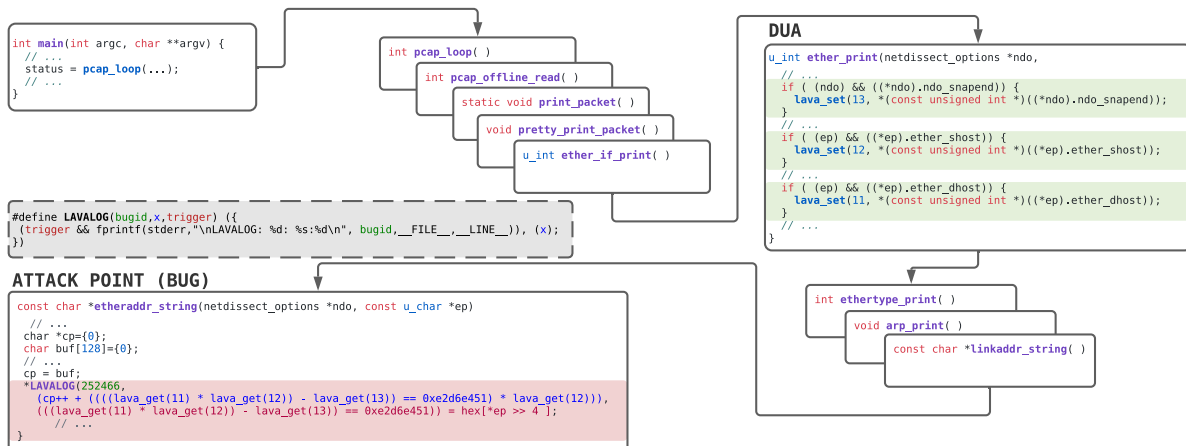 int main(int argc, char **argv) {
// ...
status = pcap_loop(...);
// ...
}
int pcap_loop( )
int pcap_offline_read( )
static void print_packet( )
void pretty_print_packet( )
u_int ether_if_print( )
DUA
u_int ether_print(netdissect_options *ndo,
// ...
if ( (ndo) && ((*ndo).ndo_snapend)) {
lava_set(13, *(const unsigned int *)((*ndo).ndo_snapend));
}
// ...
if ( (ep) && ((*ep).ether_shost)) {
lava_set(12, *(const unsigned int *)((*ep).ether_shost));
}
// ...
if ( (ep) && ((*ep).ether_dhost)) {
lava_set(11, *(const unsigned int *)((*ep).ether_dhost));
}
// ...
}
#define LAVALOG(bugid,x,trigger) ({
(trigger && fprintf(stderr,"\nLAVALOG: %d: %s:%d\n", bugid,__FILE__,__LINE__)), (x);
})
int ethertype_print( )
void arp_print( )
const char *linkaddr_string( )
ATTACK POINT (BUG)
const char *etheraddr_string(netdissect_options *ndo, const u_char *ep)
// ...
char *cp={0};
char buf[128]={0};
// ...
cp = buf;
*LAVALOG(252466,
(cp++ + ((((lava_get(11) * lava_get(12)) - lava_get(13)) == 0xe2d6e451) * lava_get(12))),
(((lava_get(11) * lava_get(12)) - lava_get(13)) == 0xe2d6e451)) = hex[*ep >> 4 ];
// ...
}